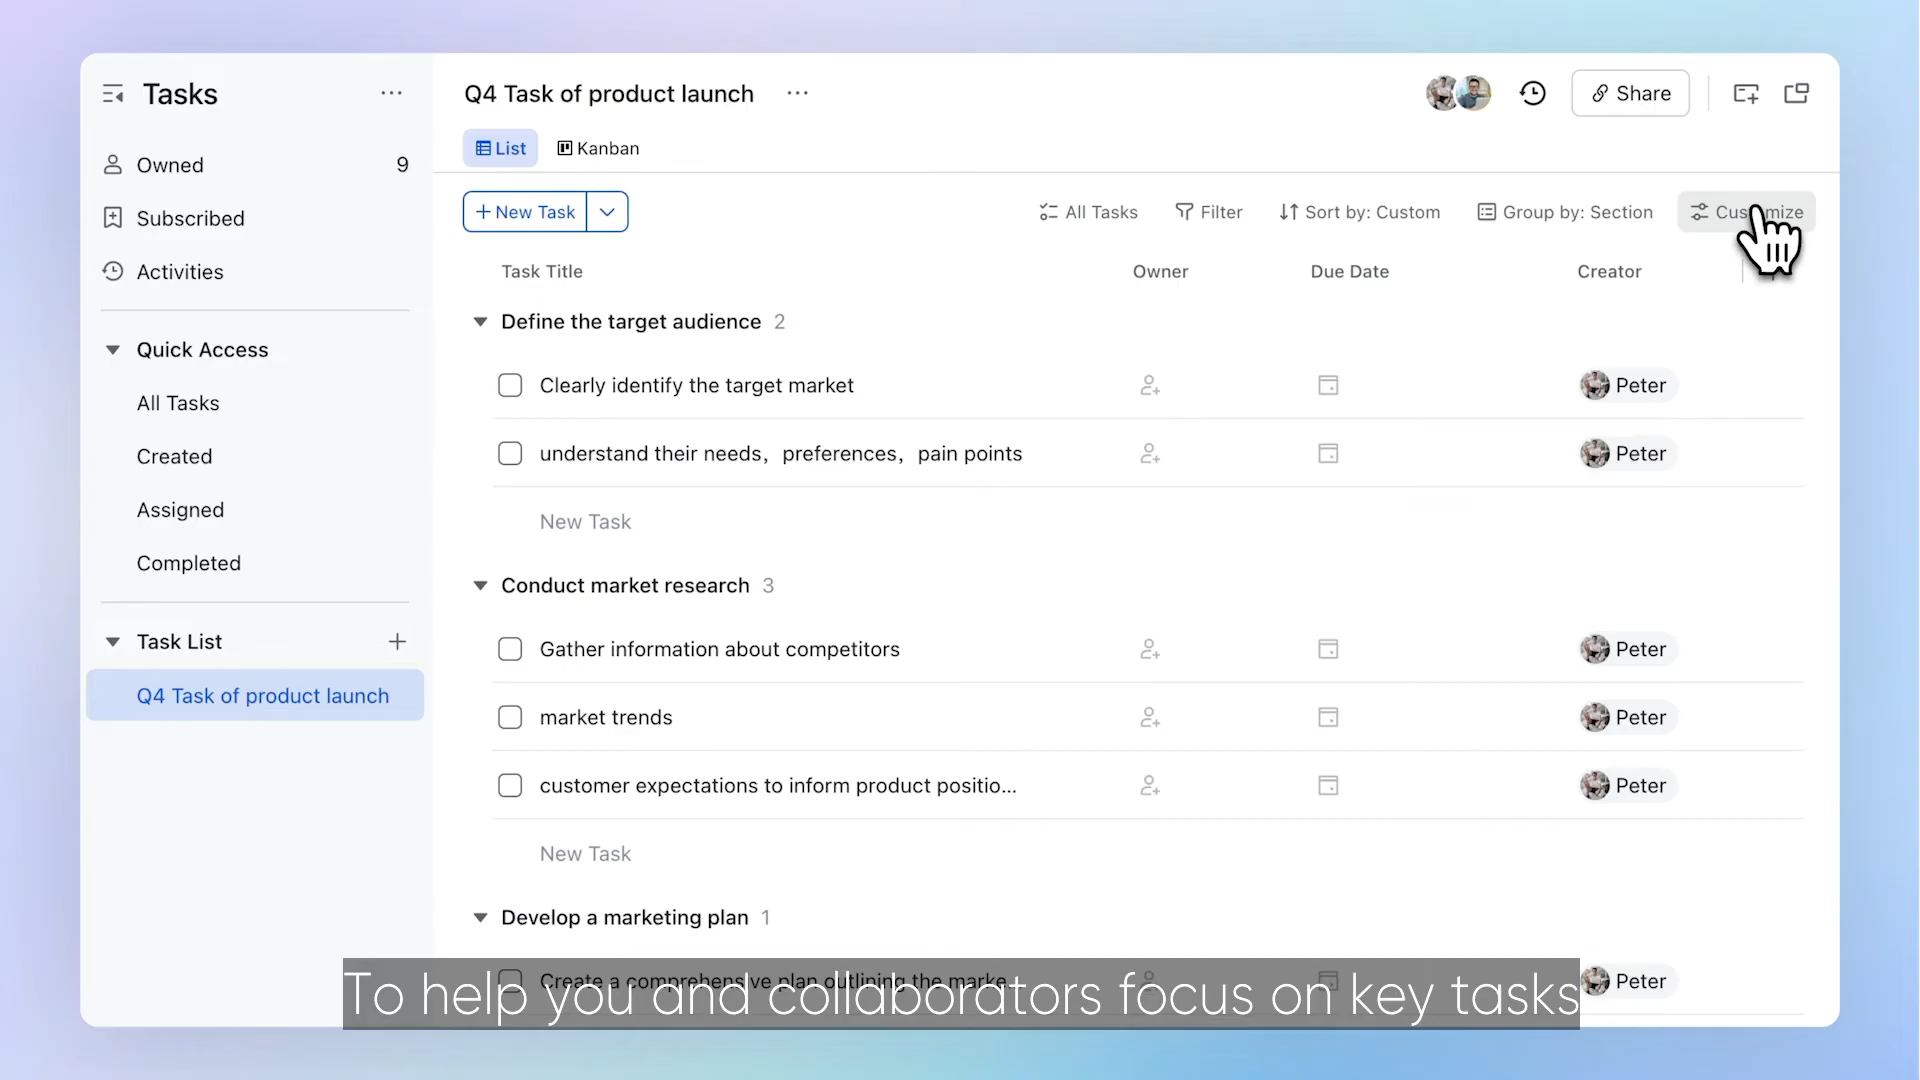 Tasks
Owned 9
Subscribed
Activities
Quick Access
All Tasks
Created
Assigned
Completed
Task List
Q4 Task of product launch
Q4 Task of product launch
Share
List Kanban
New Task All Tasks Filter Sort by: Custom Group by: Section Customize
Task Title Owner Due Date Creator
Define the target audience 2
Clearly identify the target market Peter
understand their needs，preferences，pain points Peter
New Task
Conduct market research 3
Gather information about competitors Peter
market trends Peter
customer expectations to inform product positio... Peter
New Task
Develop a marketing plan 1
Create a comprehensive plan outlining the marke... Peter
To help you and collaborators focus on key tasks